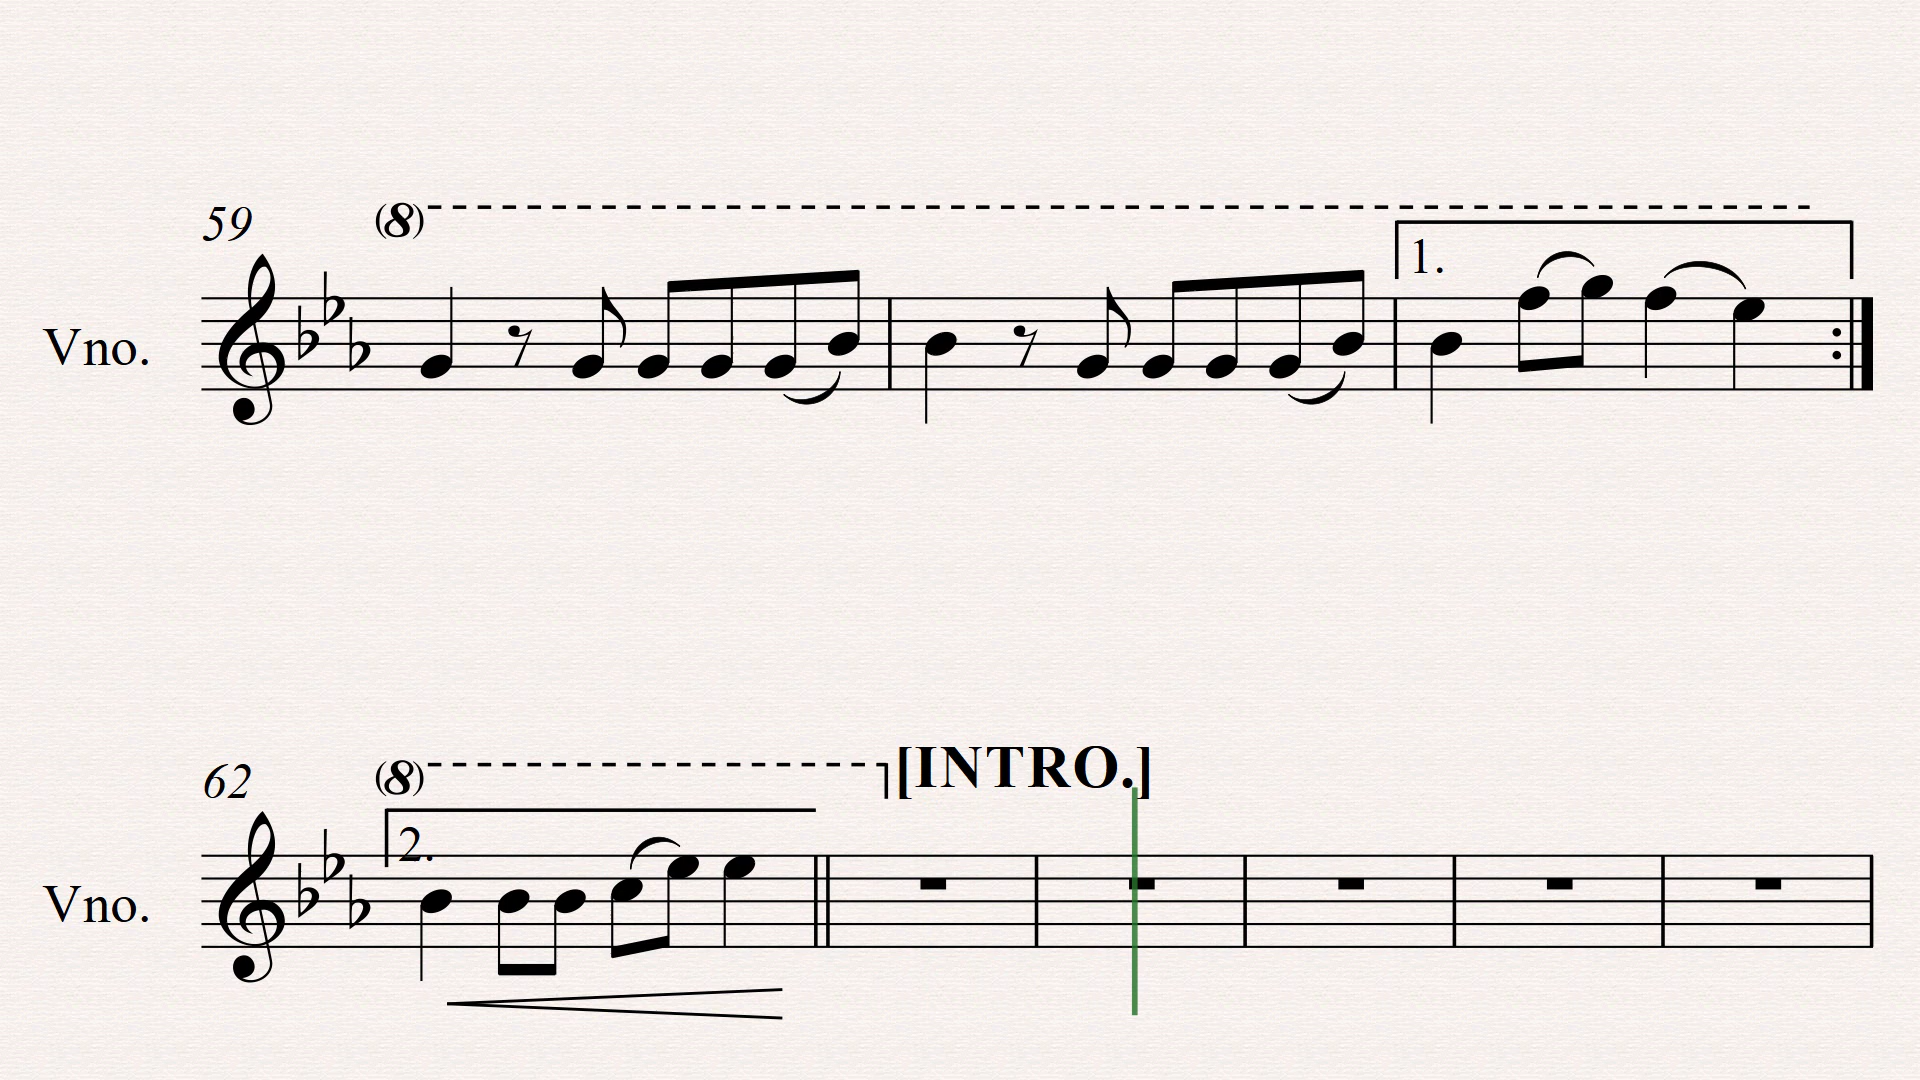 59
(8)
1.
Vno.
62
(8)
[INTRO.]
2.
Vno.